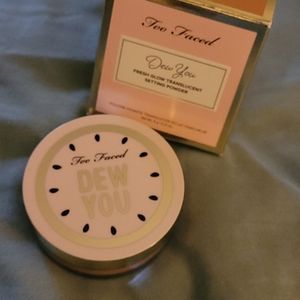 Too Faced
Dew You
FRESH GLOW TRANSLUCENT
SETTING POWDER
Too Faced
DEW
YOU